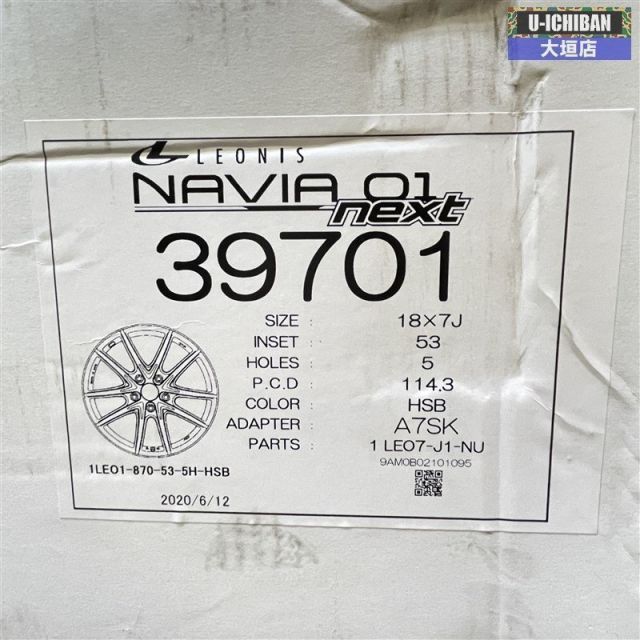 U-ICHIBAN
大垣店
LEONIS
NAVIA 01
next
39701
SIZE : 18×7J
INSET : 53
HOLES : 5
P.C.D : 114.3
COLOR : HSB
ADAPTER : A7SK
PARTS : 1 LEO7-J1-NU
9AM0B02101095
1LEO1-870-53-5H-HSB
2020/6/12